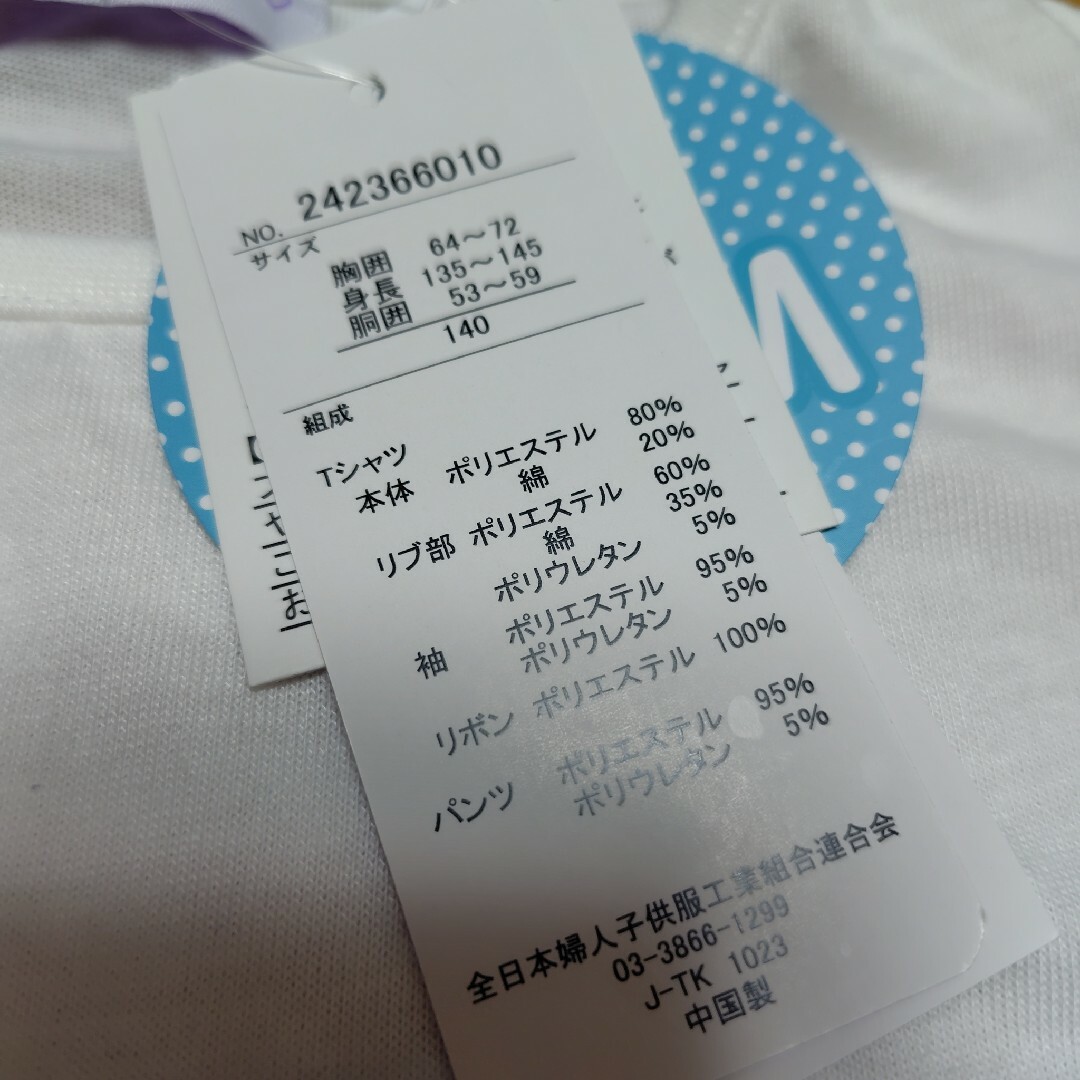 NO. 242366010
サイズ
胸囲 64~72
身長 135~145
胴囲 53~59
140
組成
Tシャツ
本体 ポリエステル 80%
綿 20%
リブ部 ポリエステル 60%
綿 35%
ポリウレタン 5%
袖 ポリエステル 95%
ポリウレタン 5%
リボン ポリエステル 100%
パンツ ポリエステル 95%
ポリウレタン 5%
全日本婦人子供服工業組合連合会
03-3866-1299
J-TK 1023
中国製